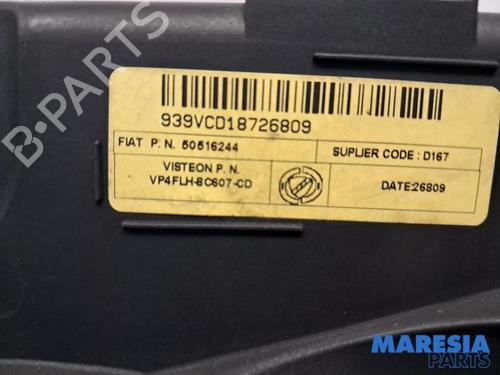 B-PARTS
939VCD18726809
FIAT P. N. 50516244
SUPLIER CODE : D167
VISTEON P. N.
VP4FLH-8C607-CD
DATE:26809
MARESIA
PARTS